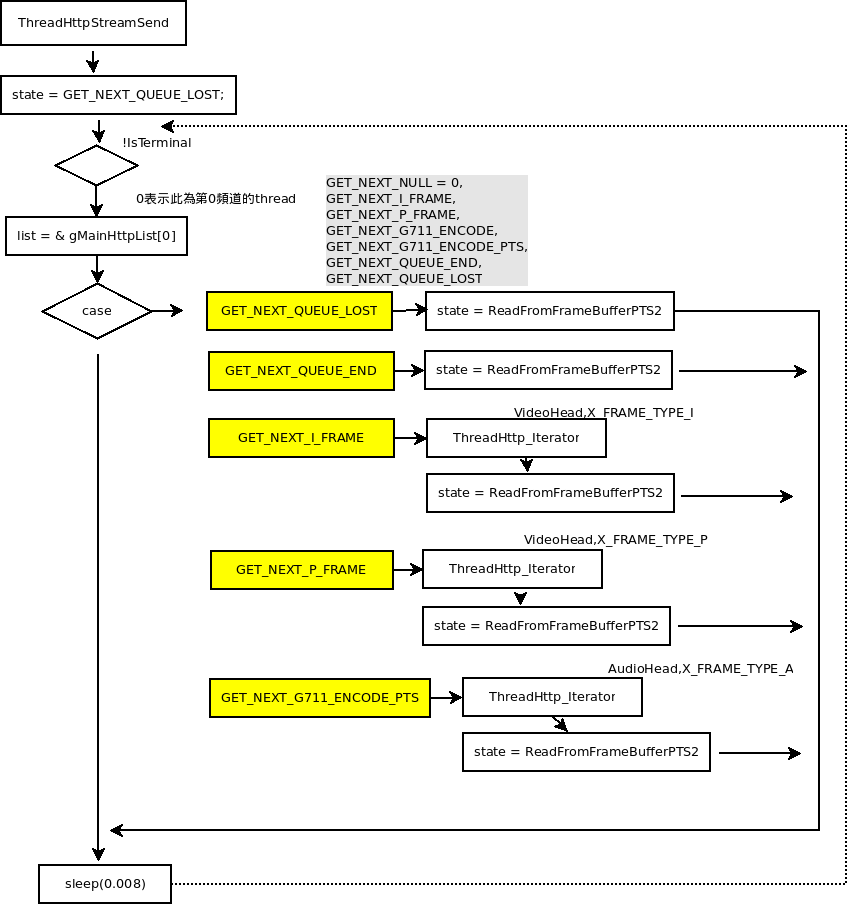 ThreadHttpStreamSend
state = GET_NEXT_QUEUE_LOST;
!IsTerminal
0表示此為第0頻道的thread
list = & gMainHttpList[0]
GET_NEXT_NULL = 0,
GET_NEXT_I_FRAME,
GET_NEXT_P_FRAME,
GET_NEXT_G711_ENCODE,
GET_NEXT_G711_ENCODE_PTS,
GET_NEXT_QUEUE_END,
GET_NEXT_QUEUE_LOST
case
GET_NEXT_QUEUE_LOST
state = ReadFromFrameBufferPTS2
GET_NEXT_QUEUE_END
state = ReadFromFrameBufferPTS2
VideoHead,X_FRAME_TYPE_I
GET_NEXT_I_FRAME
ThreadHttp_Iterator
state = ReadFromFrameBufferPTS2
VideoHead,X_FRAME_TYPE_P
GET_NEXT_P_FRAME
ThreadHttp_Iterator
state = ReadFromFrameBufferPTS2
AudioHead,X_FRAME_TYPE_A
GET_NEXT_G711_ENCODE_PTS
ThreadHttp_Iterator
state = ReadFromFrameBufferPTS2
sleep(0.008)